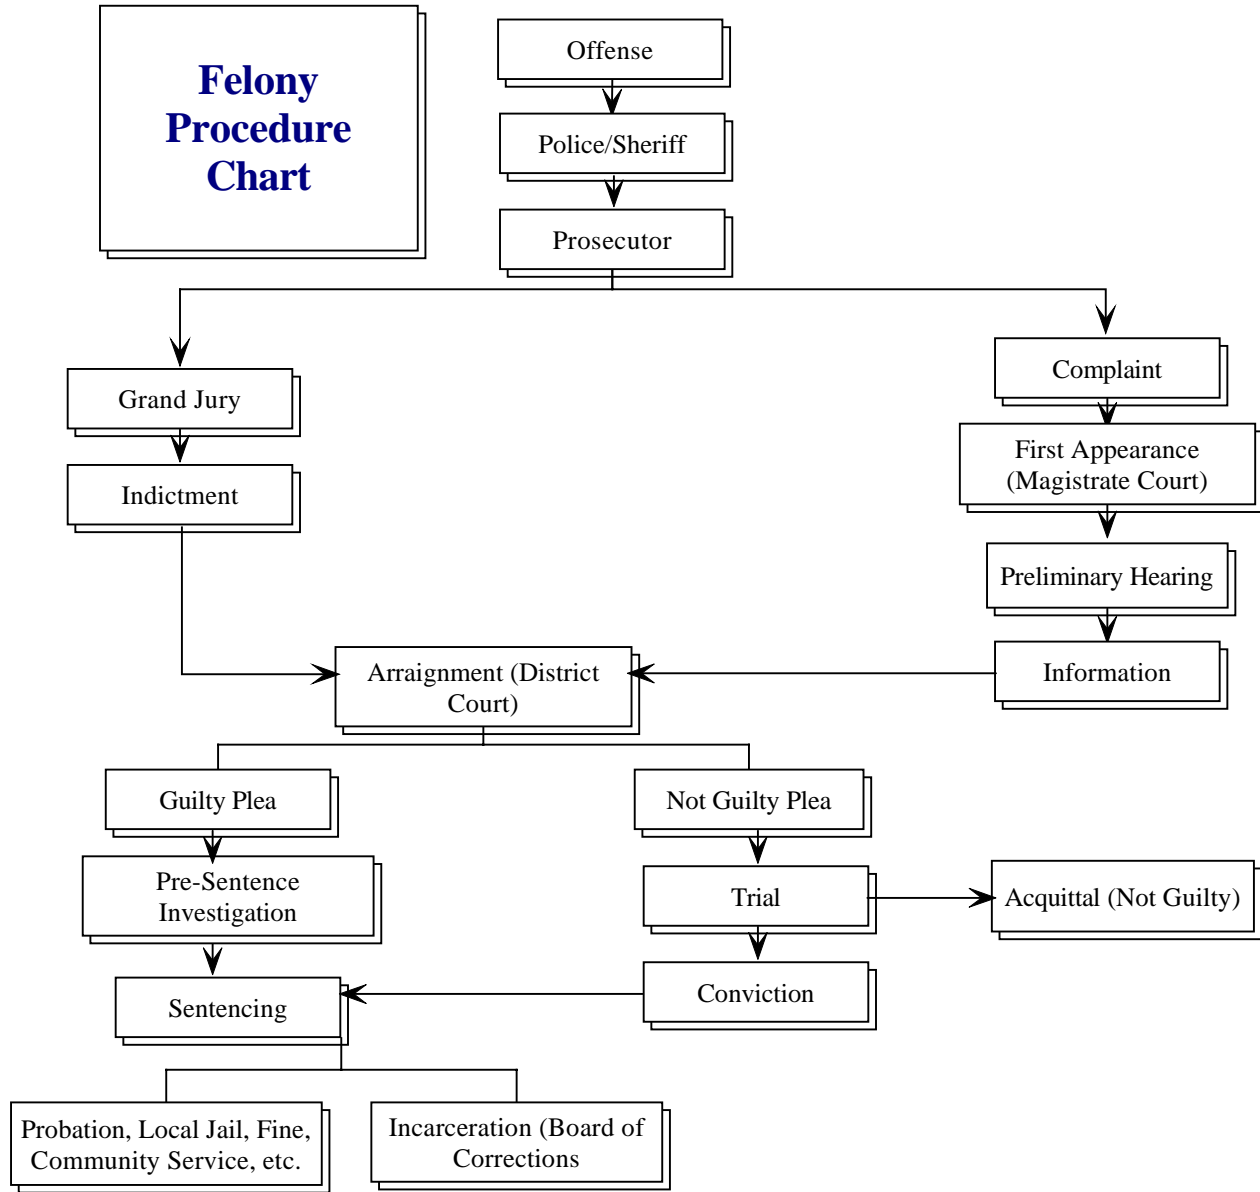 Felony
Procedure
Chart
Offense
Police/Sheriff
Prosecutor
Grand Jury
Indictment
Complaint
First Appearance
(Magistrate Court)
Preliminary Hearing
Information
Arraignment (District
Court)
Guilty Plea
Not Guilty Plea
Pre-Sentence
Investigation
Trial
Acquittal (Not Guilty)
Sentencing
Conviction
Probation, Local Jail, Fine,
Community Service, etc.
Incarceration (Board of
Corrections